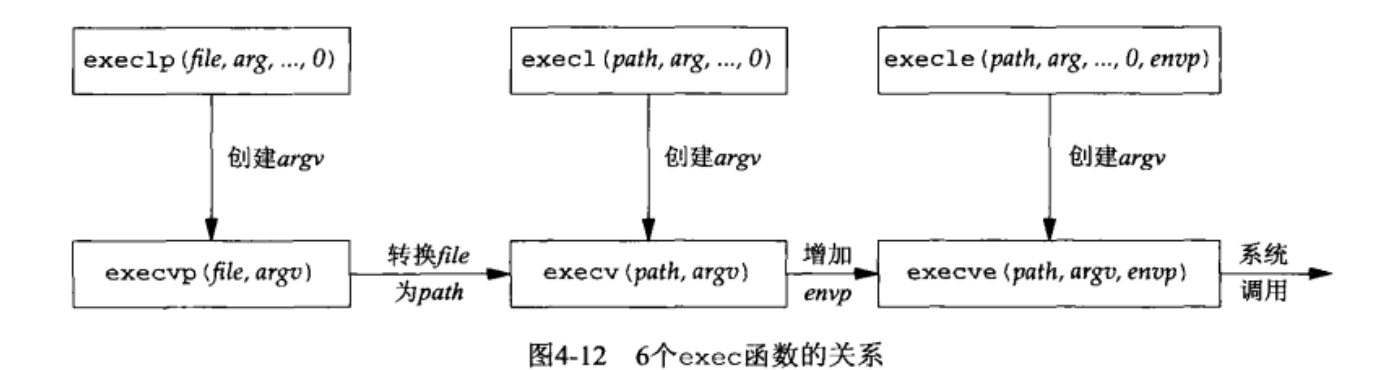 execlp(file, arg, ..., 0)
execl(path, arg, ..., 0)
execle(path, arg, ..., 0, envp)
创建argv
创建argv
创建argv
execvp(file, argv)
转换file
为path
execv(path, argv)
增加
envp
execve(path, argv, envp)
系统
调用
图4-12 6个exec函数的关系